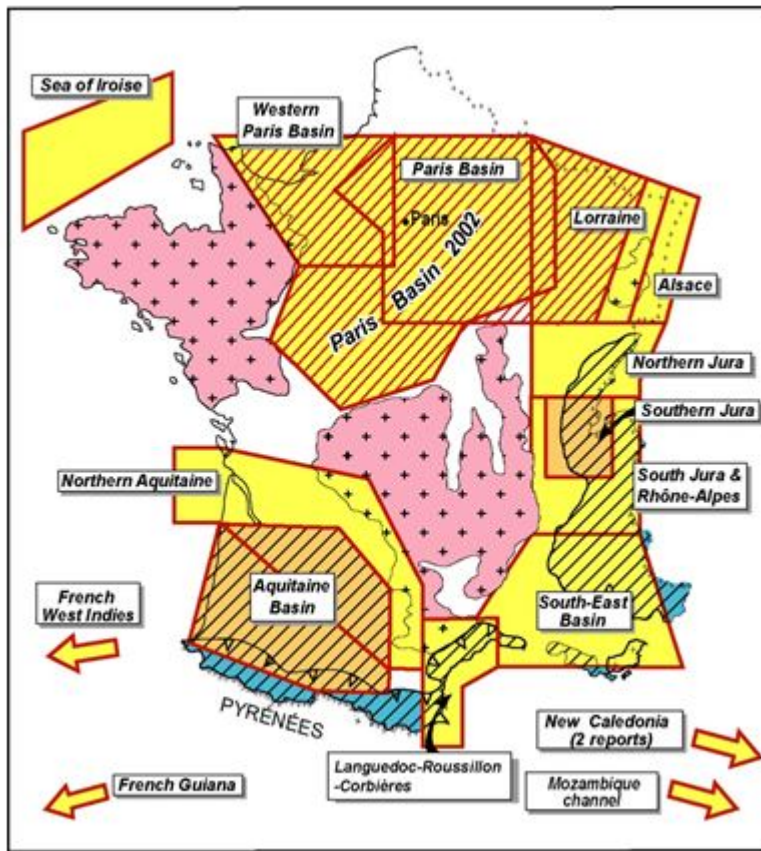 Sea of Iroise
Western
Paris Basin
Paris Basin
Paris
Lorraine
Paris Basin 2002
Alsace
Northern Jura
Southern Jura
South Jura &
Rhône-Alpes
Northern Aquitaine
Aquitaine
Basin
South-East
Basin
French
West Indies
PYRÉNÉES
New Caledonia
(2 reports)
Languedoc-Roussillon
-Corbières
French Guiana
Mozambique
channel